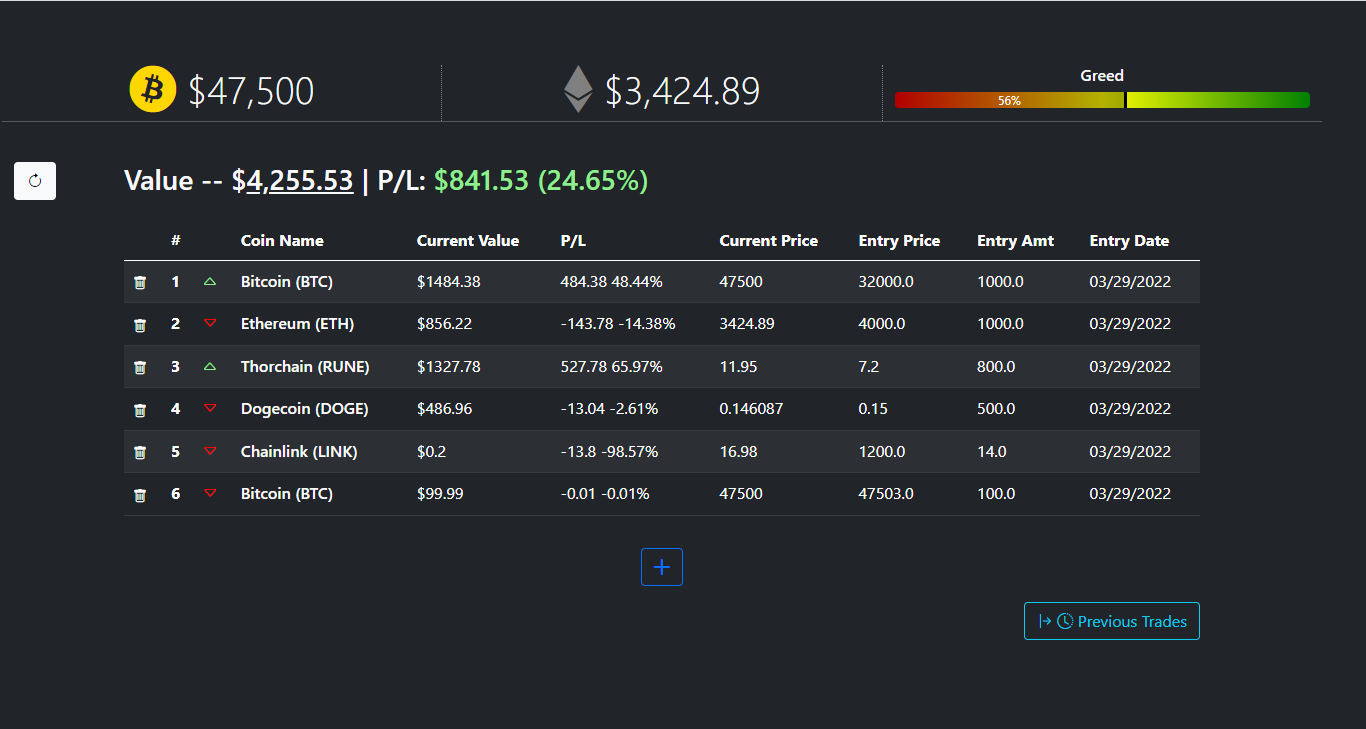 $47,500
$3,424.89
Greed
56%
Value -- $4,255.53 | P/L: $841.53 (24.65%)
# Coin Name Current Value P/L Current Price Entry Price Entry Amt Entry Date
1 Bitcoin (BTC) $1484.38 484.38 48.44% 47500 32000.0 1000.0 03/29/2022
2 Ethereum (ETH) $856.22 -143.78 -14.38% 3424.89 4000.0 1000.0 03/29/2022
3 Thorchain (RUNE) $1327.78 527.78 65.97% 11.95 7.2 800.0 03/29/2022
4 Dogecoin (DOGE) $486.96 -13.04 -2.61% 0.146087 0.15 500.0 03/29/2022
5 Chainlink (LINK) $0.2 -13.8 -98.57% 16.98 1200.0 14.0 03/29/2022
6 Bitcoin (BTC) $99.99 -0.01 -0.01% 47500 47503.0 100.0 03/29/2022
Previous Trades